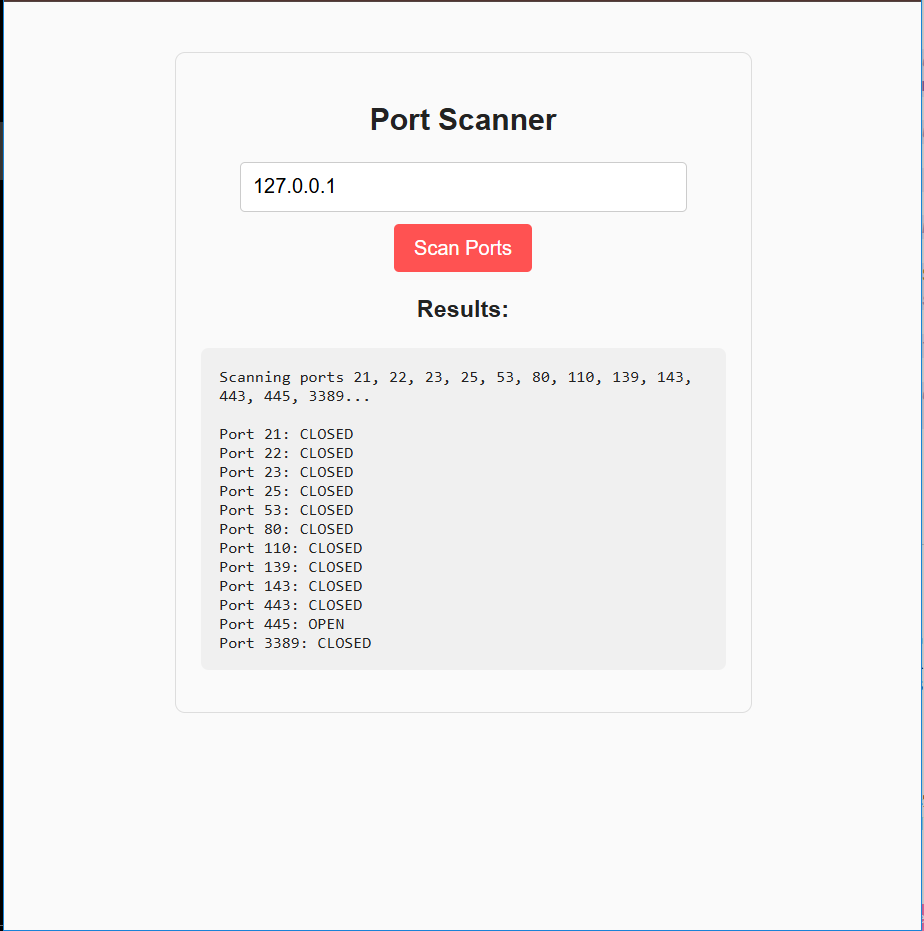 Port Scanner
127.0.0.1
Scan Ports
Results:
Scanning ports 21, 22, 23, 25, 53, 80, 110, 139, 143,
443, 445, 3389...
Port 21: CLOSED
Port 22: CLOSED
Port 23: CLOSED
Port 25: CLOSED
Port 53: CLOSED
Port 80: CLOSED
Port 110: CLOSED
Port 139: CLOSED
Port 143: CLOSED
Port 443: CLOSED
Port 445: OPEN
Port 3389: CLOSED